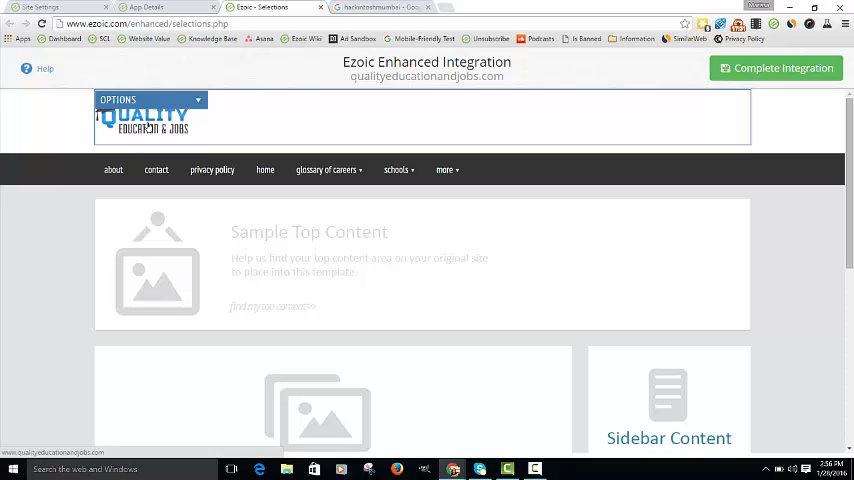 Site Settings
App Details
Ezoic - Selections
hackintoshmumbai - Goo
www.ezoic.com/enhanced/selections.php
Apps
Dashboard
SCL
Website Value
Knowledge Base
Asana
Ezoic Wiki
Ad Sandbox
Mobile-Friendly Test
Unsubscribe
Podcasts
Is Banned
Information
SimilarWeb
Privacy Policy
Help
Ezoic Enhanced Integration
qualityeducationandjobs.com
Complete Integration
OPTIONS
QUALITY
EDUCATION & JOBS
about
contact
privacy policy
home
glossary of careers
schools
more
Sample Top Content
Help us find your top content area on your original site
to place into this template.
find my top content>>
Sidebar Content
www.qualityeducationandjobs.com
Search the web and Windows
2:56 PM
1/28/2016